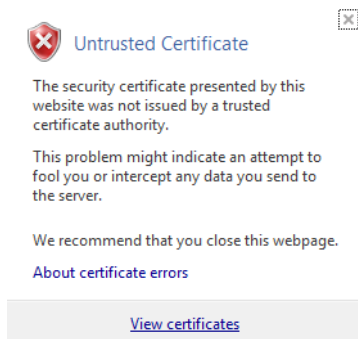 Untrusted Certificate
The security certificate presented by this
website was not issued by a trusted
certificate authority.
This problem might indicate an attempt to
fool you or intercept any data you send to
the server.
We recommend that you close this webpage.
About certificate errors
View certificates